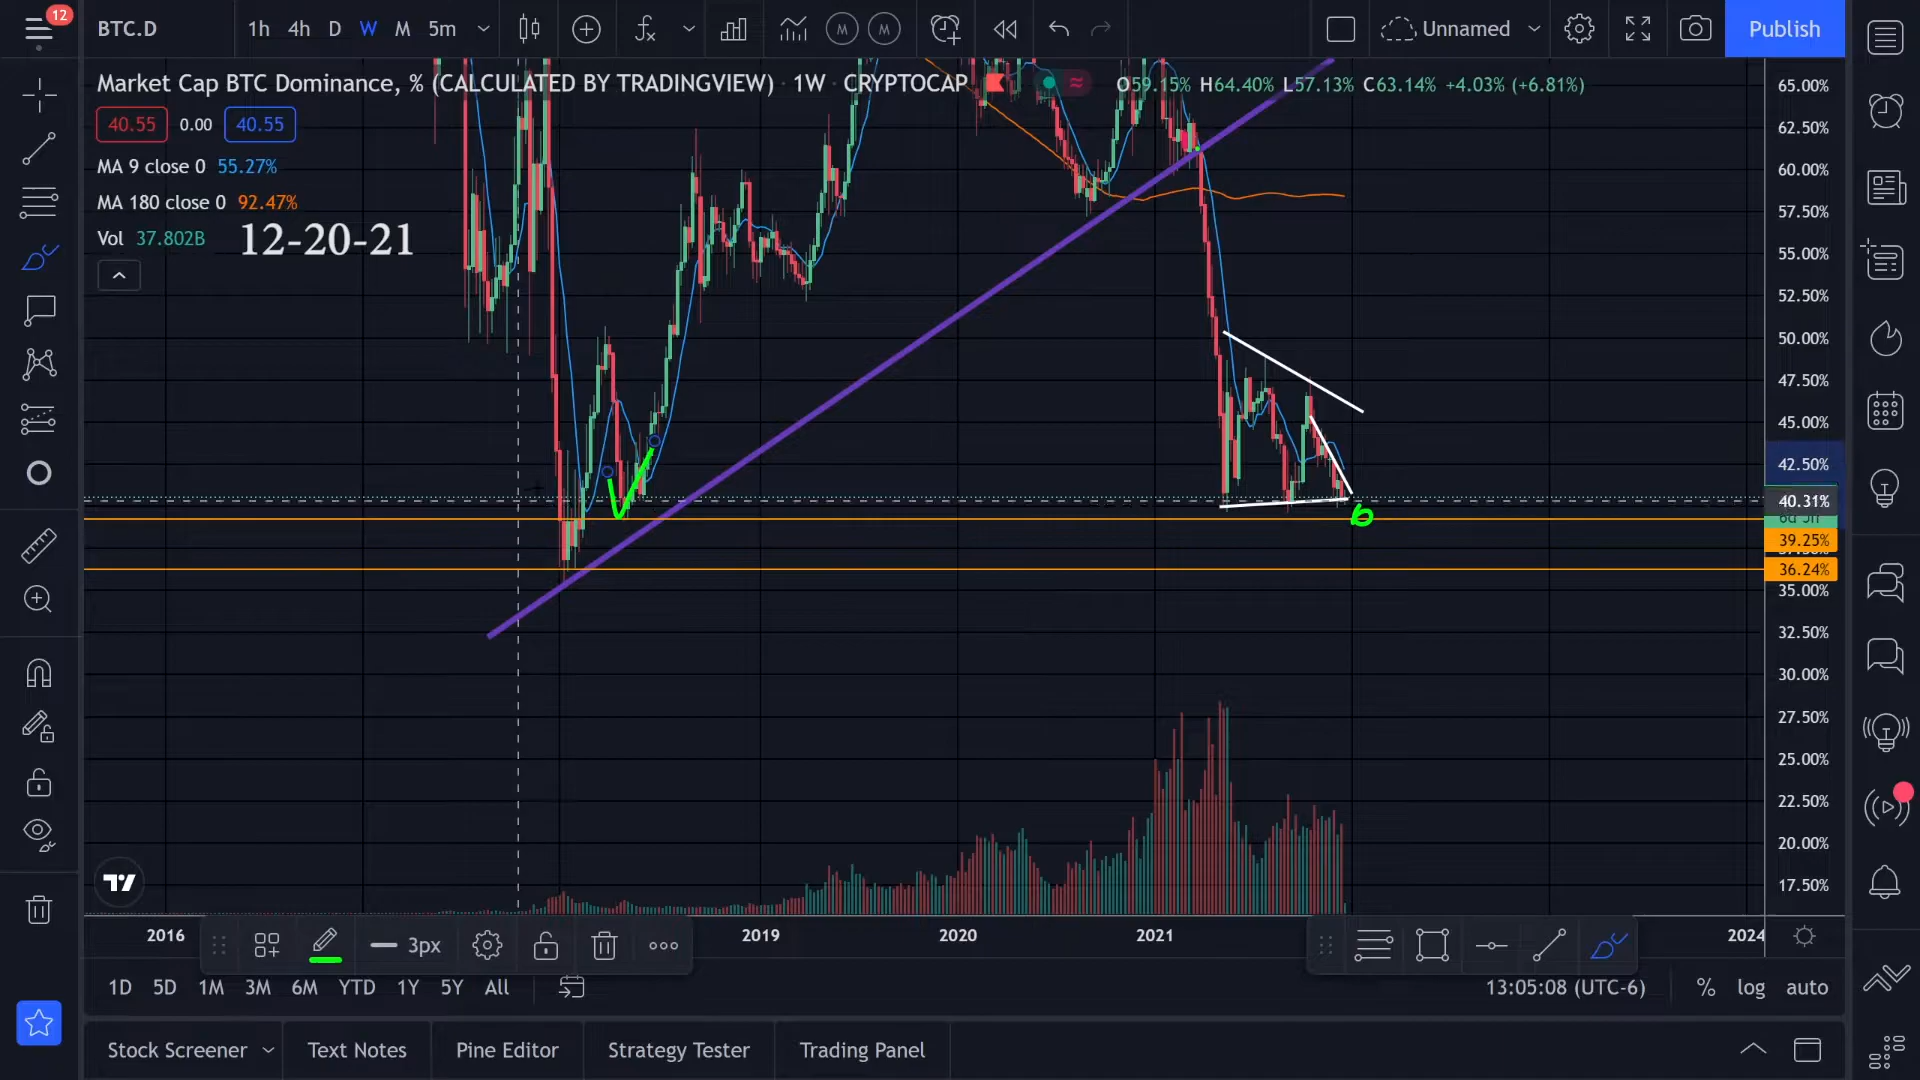 12
BTC.D 1h 4h D W M 5m M M Unnamed Publish
Market Cap BTC Dominance, % (CALCULATED BY TRADINGVIEW) · 1W · CRYPTOCAP O59.15% H64.40% L57.13% C63.14% +4.03% (+6.81%)
40.55 0.00 40.55
MA 9 close 0 55.27%
MA 180 close 0 92.47%
Vol 37.802B
12-20-21
65.00%
62.50%
60.00%
57.50%
55.00%
52.50%
50.00%
47.50%
45.00%
42.50%
40.31%
39.25%
36.24%
35.00%
32.50%
30.00%
27.50%
25.00%
22.50%
20.00%
17.50%
2016 2019 2020 2021 2024
3px
1D 5D 1M 3M 6M YTD 1Y 5Y All 13:05:08 (UTC-6) % log auto
Stock Screener Text Notes Pine Editor Strategy Tester Trading Panel